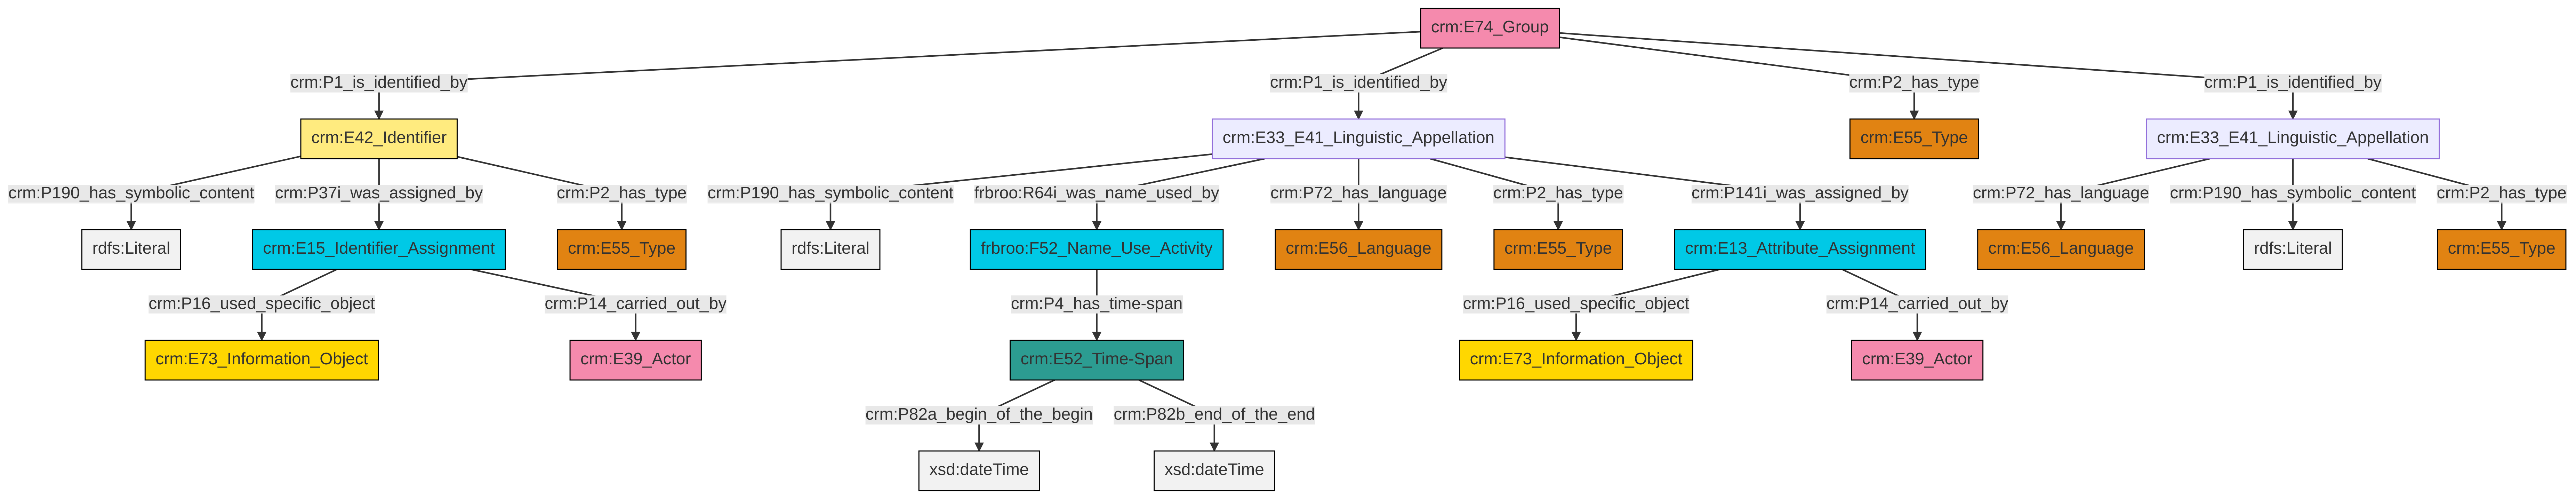 crm:E74_Group
crm:P1_is_identified_by
crm:P1_is_identified_by
crm:P2_has_type
crm:P1_is_identified_by
crm:E42_Identifier
crm:E33_E41_Linguistic_Appellation
crm:E55_Type
crm:E33_E41_Linguistic_Appellation
crm:P190_has_symbolic_content
crm:P37i_was_assigned_by
crm:P2_has_type
crm:P190_has_symbolic_content
frbroo:R64i_was_name_used_by
crm:P72_has_language
crm:P2_has_type
crm:P141i_was_assigned_by
crm:P72_has_language
crm:P190_has_symbolic_content
crm:P2_has_type
rdfs:Literal
crm:E15_Identifier_Assignment
crm:E55_Type
rdfs:Literal
frbroo:F52_Name_Use_Activity
crm:E56_Language
crm:E55_Type
crm:E13_Attribute_Assignment
crm:E56_Language
rdfs:Literal
crm:E55_Type
crm:P16_used_specific_object
crm:P14_carried_out_by
crm:P4_has_time-span
crm:P16_used_specific_object
crm:P14_carried_out_by
crm:E73_Information_Object
crm:E39_Actor
crm:E52_Time-Span
crm:E73_Information_Object
crm:E39_Actor
crm:P82a_begin_of_the_begin
crm:P82b_end_of_the_end
xsd:dateTime
xsd:dateTime